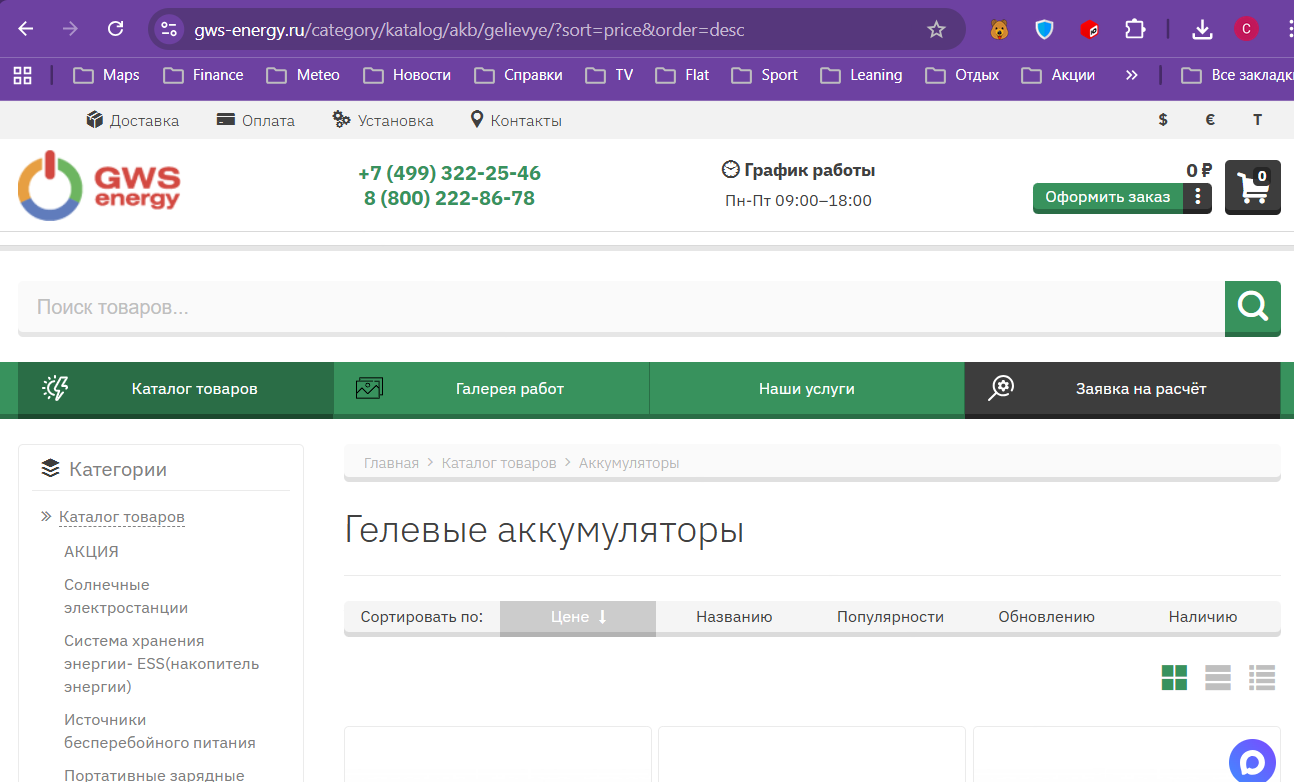 gws-energy.ru/category/katalog/akb/gelievye/?sort=price&order=desc
C
Maps Finance Meteo Новости Справки TV Flat Sport Leaning Отдых Акции » Все закладки
Доставка Оплата Установка Контакты $ € T
GWS
energy
+7 (499) 322-25-46
8 (800) 222-86-78
График работы
Пн-Пт 09:00–18:00
0 ₽
Оформить заказ
0
Поиск товаров...
Каталог товаров Галерея работ Наши услуги Заявка на расчёт
Категории
Каталог товаров
АКЦИЯ
Солнечные
электростанции
Система хранения
энергии- ESS(накопитель
энергии)
Источники
бесперебойного питания
Портативные зарядные
Главная > Каталог товаров > Аккумуляторы
Гелевые аккумуляторы
Сортировать по: Цене ↓ Названию Популярности Обновлению Наличию